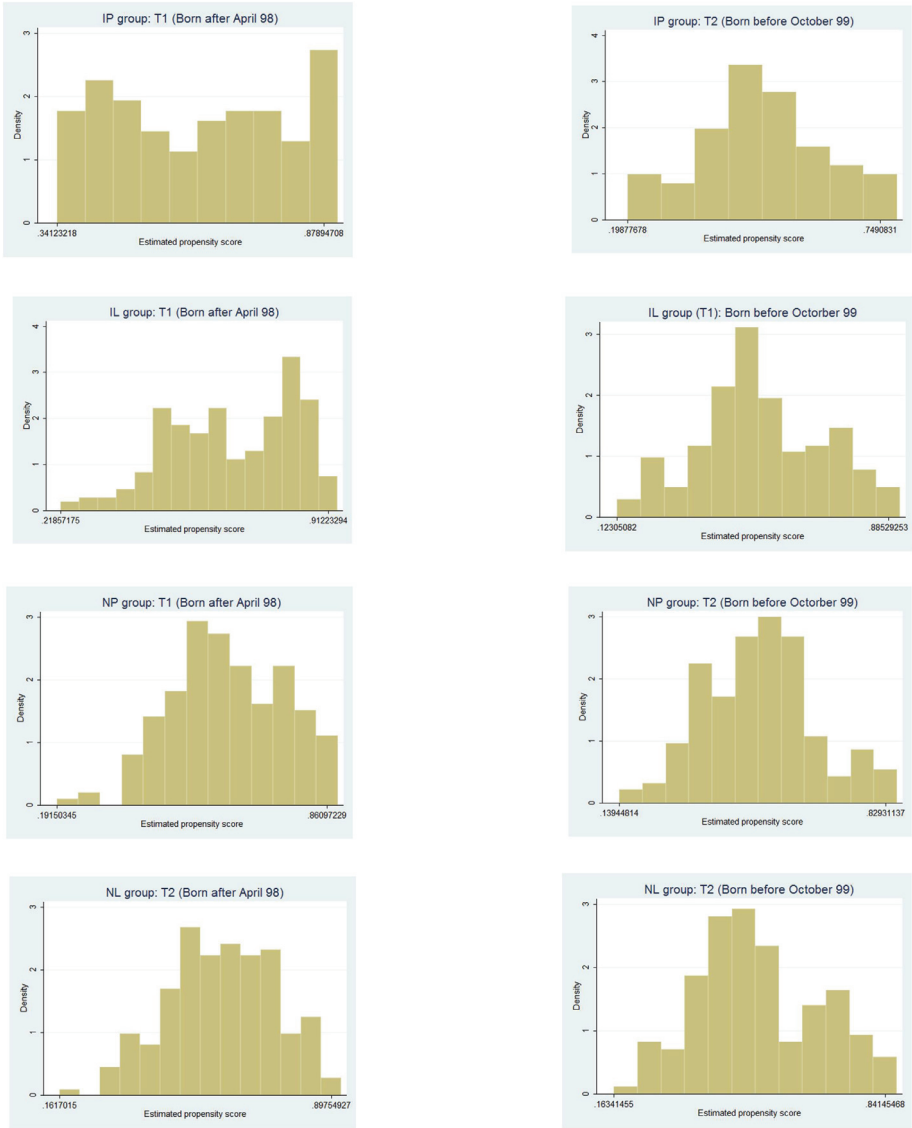 IP group: T1 (Born after April 98)
3
2
1
0
Density
.34123218
.87894708
Estimated propensity score
IP group: T2 (Born before October 99)
4
3
2
1
0
Density
.19877678
.7490831
Estimated propensity score
IL group: T1 (Born after April 98)
4
3
2
1
0
Density
.21857175
.91223294
Estimated propensity score
IL group (T1): Born before Octorber 99
3
2
1
0
Density
.12305082
.88529253
Estimated propensity score
NP group: T1 (Born after April 98)
3
2
1
0
Density
.19150345
.86097229
Estimated propensity score
NP group: T2 (Born before Octorber 99)
3
2
1
0
Density
.13944814
.82931137
Estimated propensity score
NL group: T2 (Born after April 98)
3
2
1
0
Density
.1617015
.89754927
Estimated propensity score
NL group: T2 (Born before October 99)
3
2
1
0
Density
.16341455
.84145468
Estimated propensity score